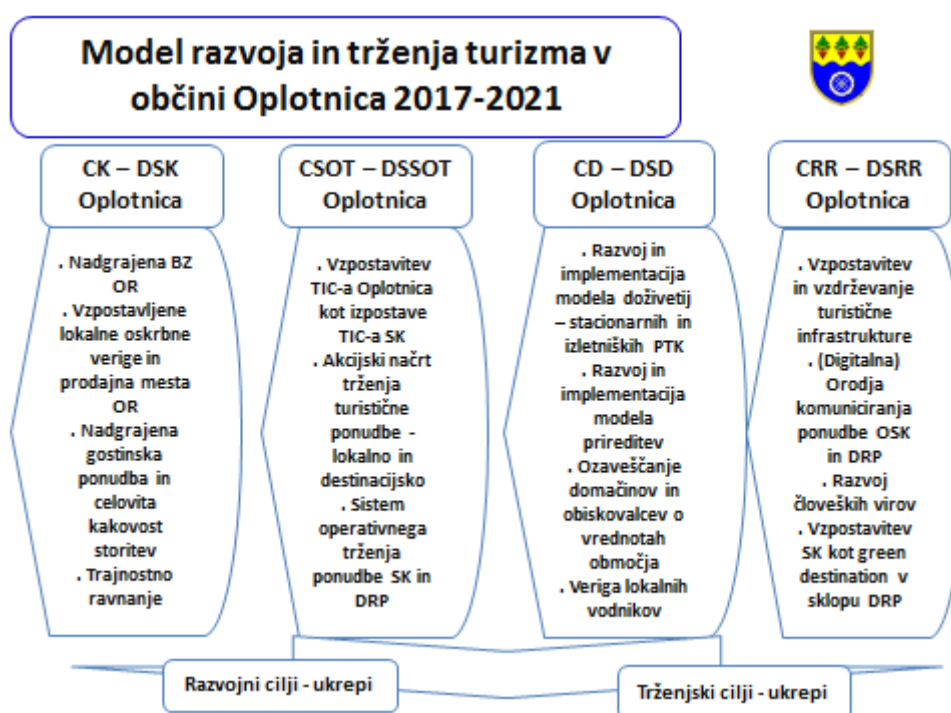 Model razvoja in trženja turizma v
občini Oplotnica 2017-2021
CK – DSK
Oplotnica
. Nadgrajena BZ
OR
. Vzpostavljene
lokalne oskrbne
verige in
prodajna mesta
OR
. Nadgrajena
gostinska
ponudba in
celovita
kakovost
storitev
. Trajnostno
ravnanje
CSOT – DSSOT
Oplotnica
. Vzpostavitev
TIC-a Oplotnica
kot izpostave
TIC-a SK
. Akcijski načrt
trženja
turistične
ponudbe -
lokalno in
destinacijsko
. Sistem
operativnega
trženja
ponudbe SK in
DRP
CD – DSD
Oplotnica
. Razvoj in
implementacija
modela doživetij
– stacionarnih in
izletniških PTK
. Razvoj in
implementacija
modela
prireditev
. Ozaveščanje
domačinov in
obiskovalcev o
vrednotah
območja
. Veriga lokalnih
vodnikov
CRR – DSRR
Oplotnica
. Vzpostavitev
in vzdrževanje
turistične
infrastrukture
. (Digitalna)
Orodja
komuniciranja
ponudbe OSK
in DRP
. Razvoj
človeških virov
. Vzpostavitev
SK kot green
destination v
sklopu DRP
Razvojni cilji - ukrepi
Trženjski cilji - ukrepi